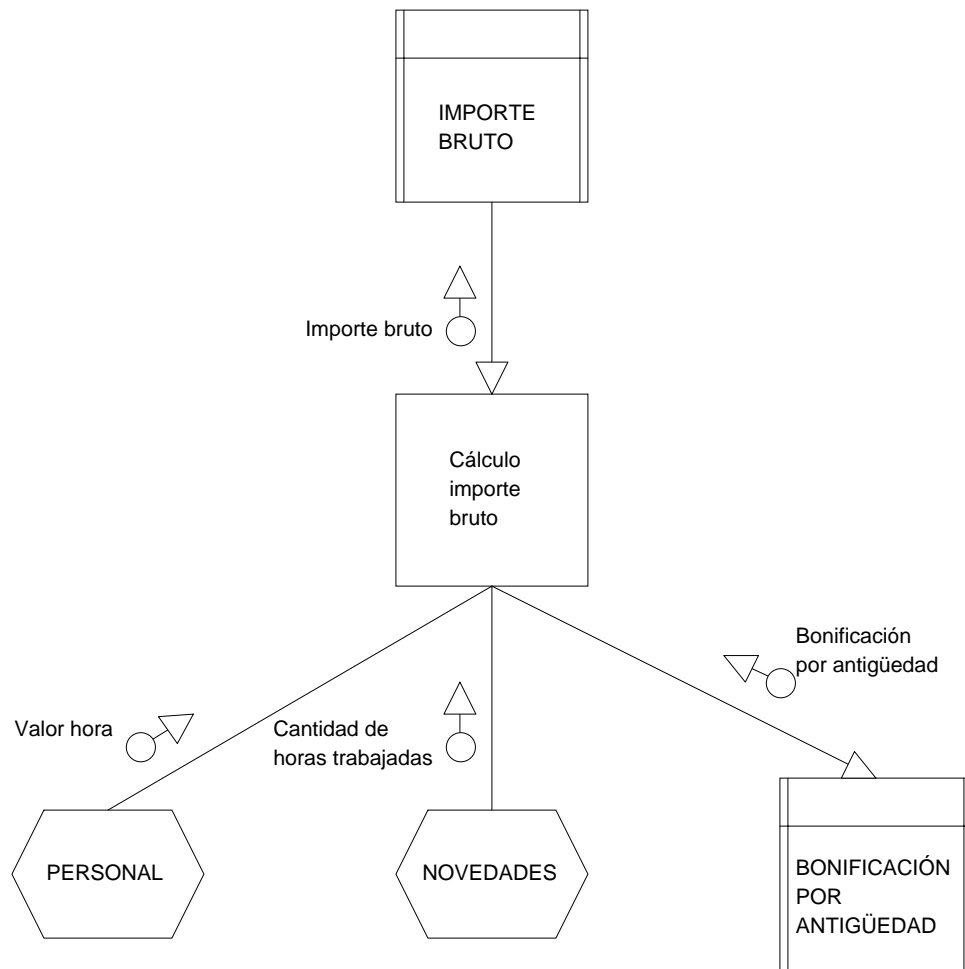 IMPORTE
BRUTO
Importe bruto
Cálculo
importe
bruto
Bonificación
por antigüedad
Valor hora
Cantidad de
horas trabajadas
PERSONAL
NOVEDADES
BONIFICACIÓN
POR
ANTIGÜEDAD